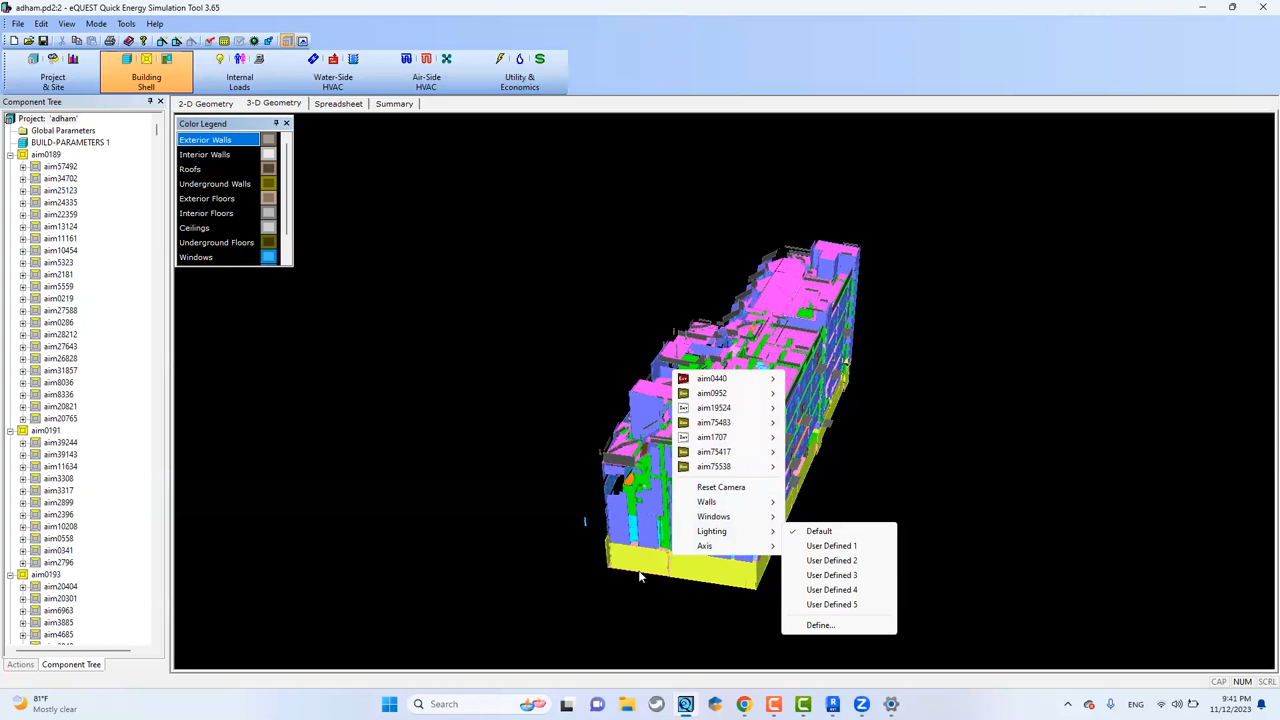 adham.pd2:2 - eQUEST Quick Energy Simulation Tool 3.65
File Edit View Mode Tools Help
Project & Site
Building Shell
Internal Loads
Water-Side HVAC
Air-Side HVAC
Utility & Economics
Component Tree
2-D Geometry 3-D Geometry Spreadsheet Summary
Project: 'adham'
Global Parameters
BUILD-PARAMETERS 1
aim0189
aim57492
aim34702
aim25123
aim24335
aim22359
aim13124
aim11161
aim10454
aim5323
aim2181
aim5559
aim0219
aim27588
aim0286
aim28212
aim27643
aim26828
aim31857
aim8036
aim8336
aim20821
aim20765
aim0191
aim39244
aim39143
aim11634
aim3308
aim3317
aim2899
aim2396
aim10208
aim0558
aim0341
aim2796
aim0193
aim20404
aim20301
aim6963
aim3885
aim4685
Actions Component Tree
Color Legend
Exterior Walls
Interior Walls
Roofs
Underground Walls
Exterior Floors
Interior Floors
Ceilings
Underground Floors
Windows
aim0440
aim0952
aim19524
aim75483
aim1707
aim75417
aim75538
Reset Camera
Walls
Windows
Lighting
Axis
Default
User Defined 1
User Defined 2
User Defined 3
User Defined 4
User Defined 5
Define...
CAP NUM SCRL
81°F
Mostly clear
Search
ENG
9:41 PM
11/12/2023